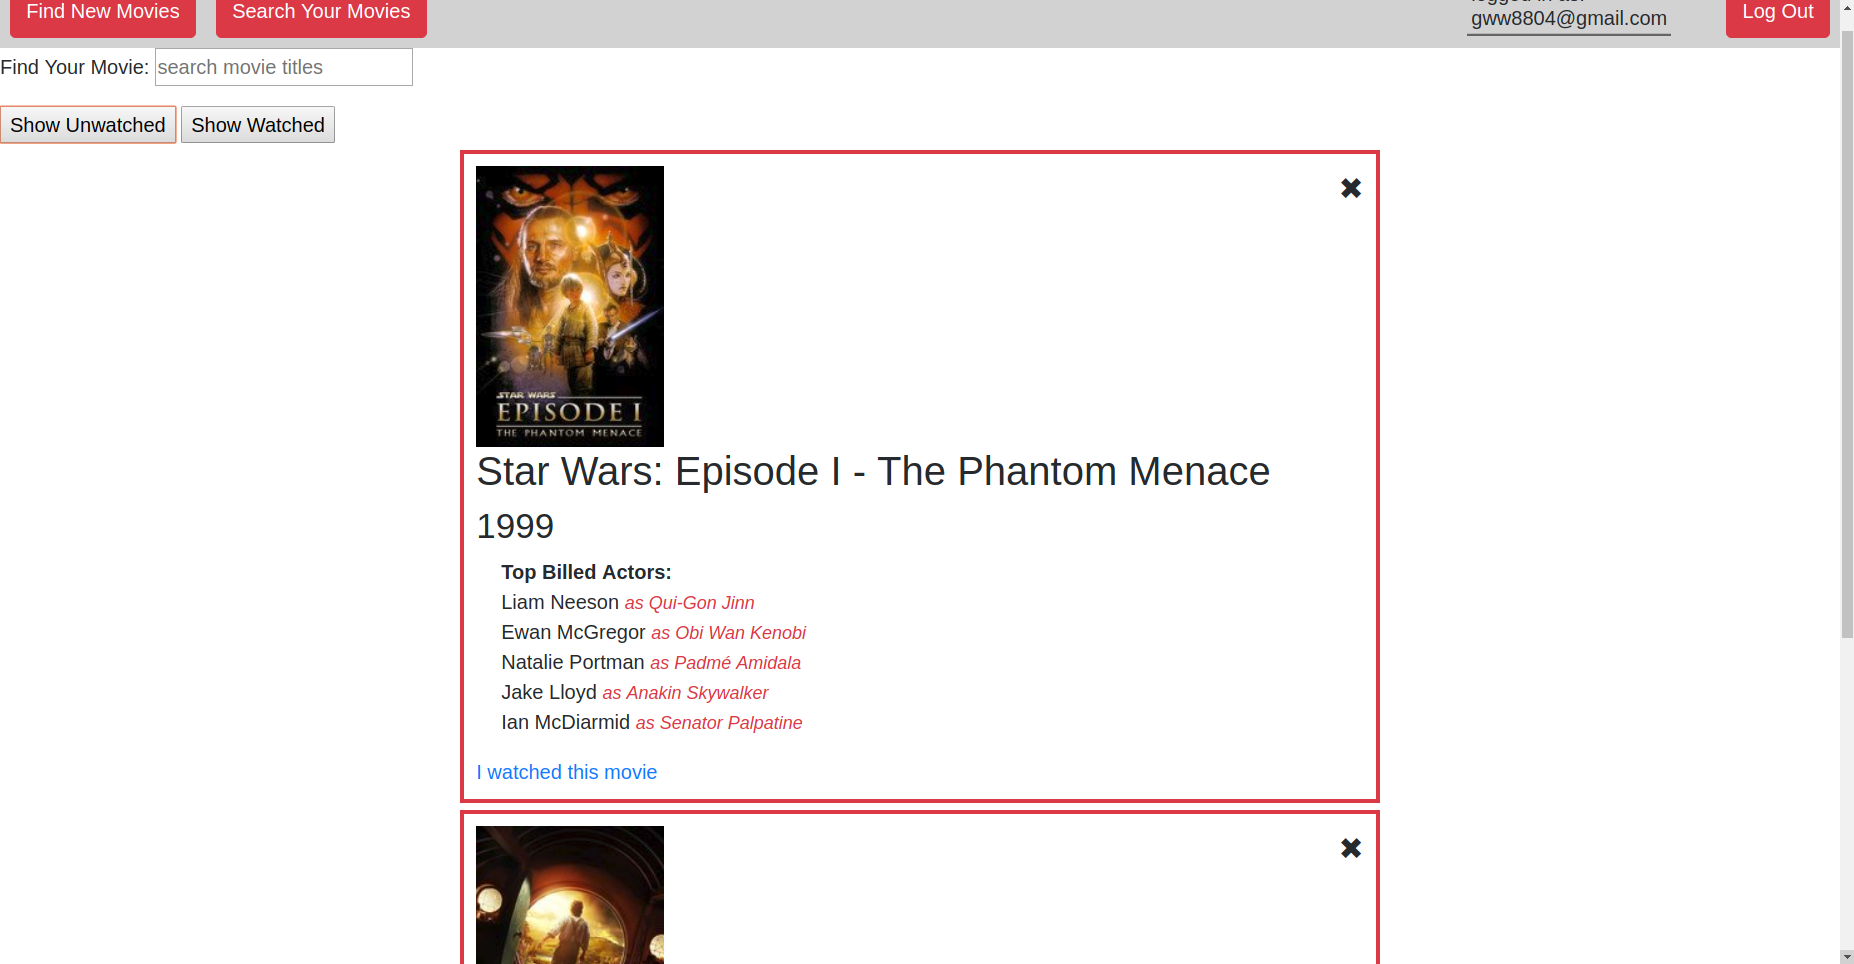 Find New Movies
Search Your Movies
logged in as:
gww8804@gmail.com
Log Out
Find Your Movie: search movie titles
Show Unwatched Show Watched
✖
STAR WARS
EPISODE I
THE PHANTOM MENACE
Star Wars: Episode I - The Phantom Menace
1999
Top Billed Actors:
Liam Neeson as Qui-Gon Jinn
Ewan McGregor as Obi Wan Kenobi
Natalie Portman as Padmé Amidala
Jake Lloyd as Anakin Skywalker
Ian McDiarmid as Senator Palpatine
I watched this movie
✖